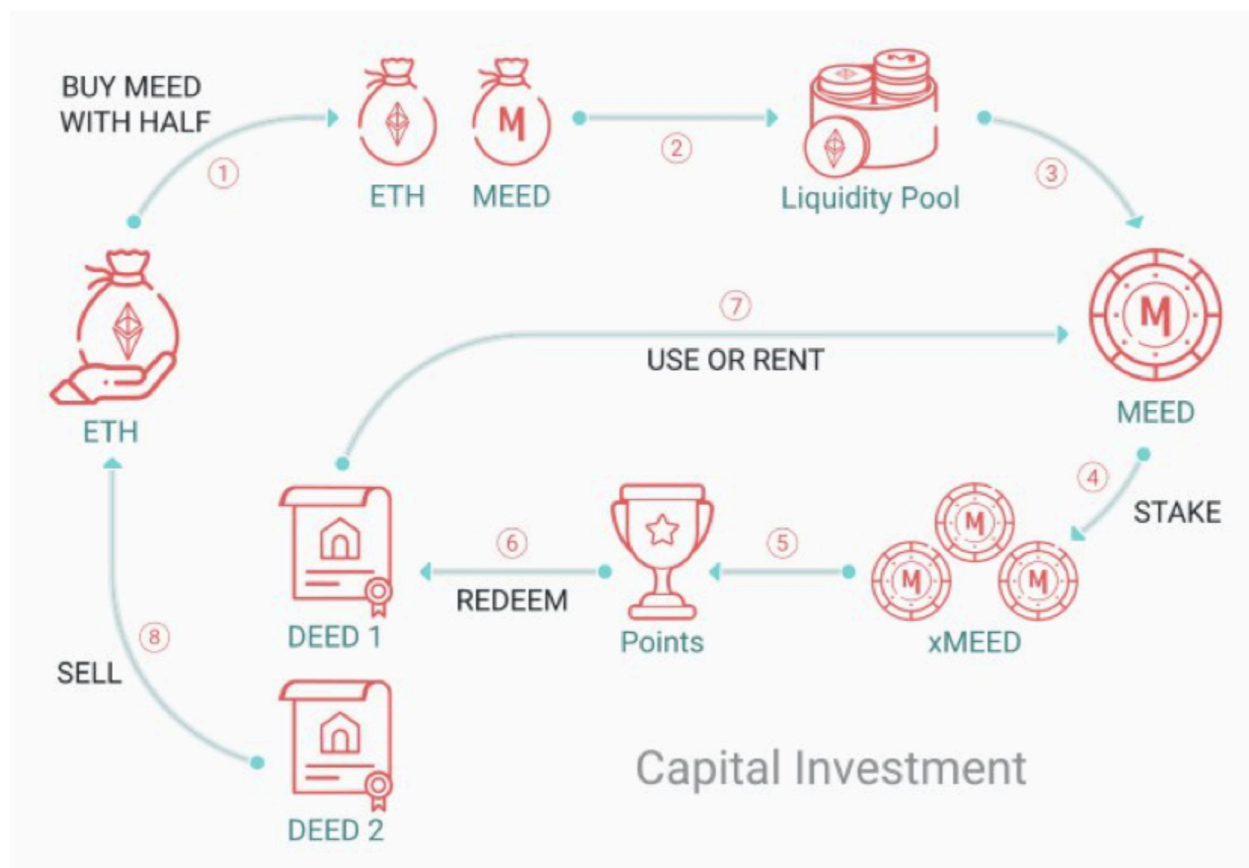 BUY MEED
WITH HALF
①
ETH
M
MEED
②
Liquidity Pool
③
ETH
⑦
USE OR RENT
M
MEED
④
STAKE
M
M
M
xMEED
⑤
Points
⑥
REDEEM
DEED 1
⑧
SELL
DEED 2
Capital Investment